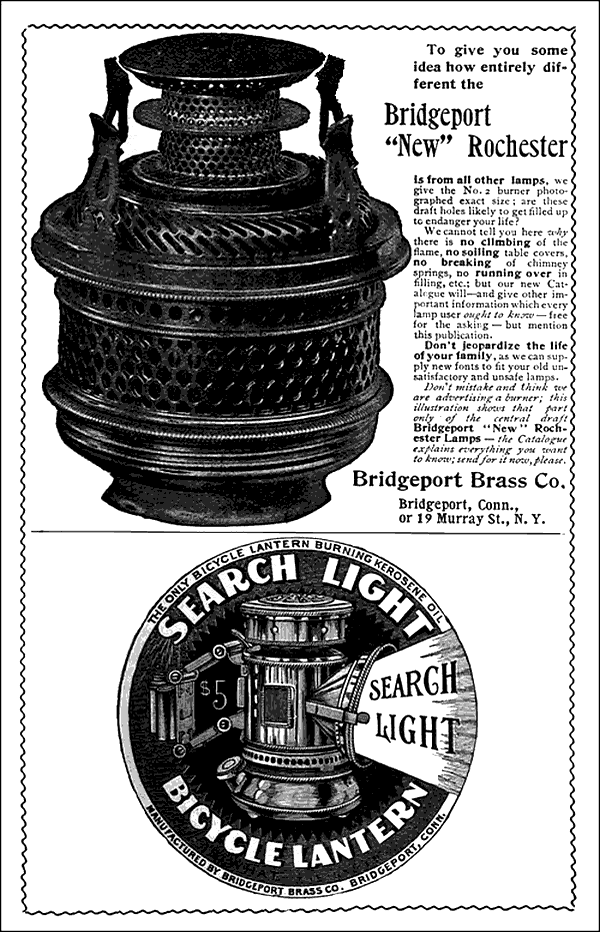 To give you some
idea how entirely dif-
ferent the
Bridgeport
“New” Rochester
is from all other lamps, we
give the No. 2 burner photo-
graphed exact size; are these
draft holes likely to get filled up
to endanger your life?
We cannot tell you here why
there is no climbing of the
flame, no soiling table covers,
no breaking of chimney
springs, no running over in
filling, etc.; but our new Cat-
alogue will—and give other im-
portant information which every
lamp user ought to know—free
for the asking—but mention
this publication.
Don't jeopardize the life
of your family, as we can sup-
ply new fonts to fit your old un-
satisfactory and unsafe lamps.
Don't mistake and think we
are advertising a burner; this
illustration shows that part
only of the central draft
Bridgeport "New" Roch-
ester Lamps — the Catalogue
explains everything you want
to know; send for it now, please.
Bridgeport Brass Co.
Bridgeport, Conn.,
or 19 Murray St., N. Y.
THE ONLY BICYCLE LANTERN BURNING KEROSENE OIL
SEARCH LIGHT
$5
SEARCH
LIGHT
BICYCLE LANTERN
MANUFACTURED BY BRIDGEPORT BRASS CO. BRIDGEPORT, CONN.